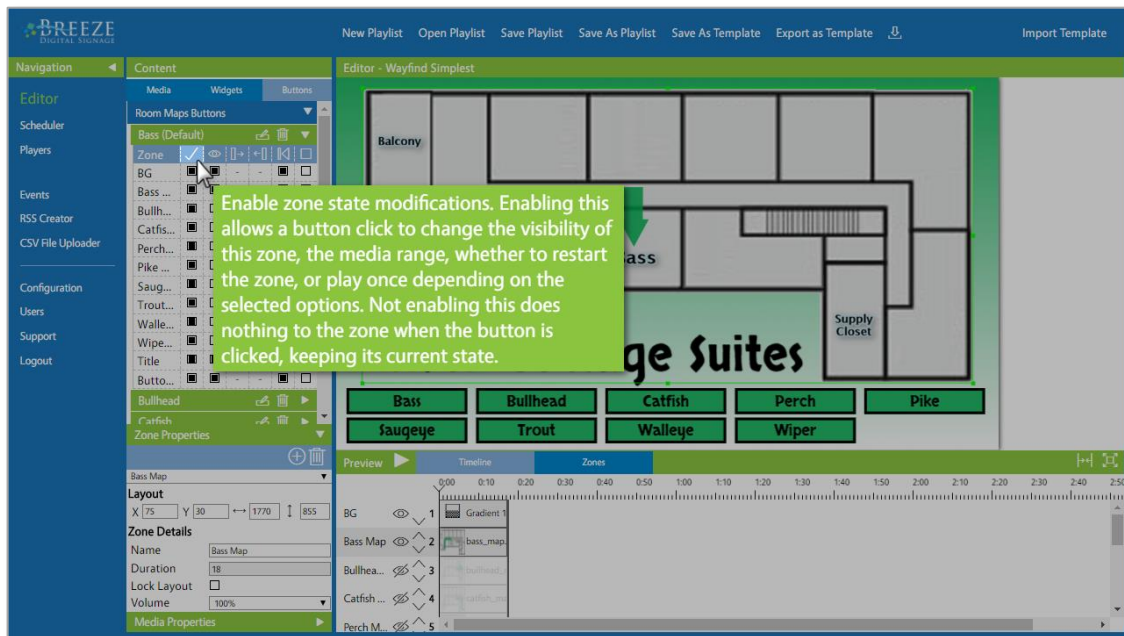 BREEZE
DIGITAL SIGNAGE
New Playlist Open Playlist Save Playlist Save As Playlist Save As Template Export as Template Import Template
Navigation
Content
Editor - Wayfind Simplest
Editor
Scheduler
Players
Events
RSS Creator
CSV File Uploader
Configuration
Users
Support
Logout
Media Widgets Buttons
Room Maps Buttons
Bass (Default)
Zone
BG
Bass ...
Bullh...
Catfis...
Perch...
Pike ...
Saug...
Trout...
Walle...
Wipe...
Title
Butto...
Bullhead
Catfish
Enable zone state modifications. Enabling this
allows a button click to change the visibility of
this zone, the media range, whether to restart
the zone, or play once depending on the
selected options. Not enabling this does
nothing to the zone when the button is
clicked, keeping its current state.
Balcony
ass
Supply
Closet
ge Suites
Bass Bullhead Catfish Perch Pike
Saugeye Trout Walleye Wiper
Zone Properties
Bass Map
Layout
X 75 Y 30 1770 855
Zone Details
Name Bass Map
Duration 18
Lock Layout
Volume 100%
Media Properties
Preview Timeline Zones
0:00 0:10 0:20 0:30 0:40 0:50 1:00 1:10 1:20 1:30 1:40 1:50 2:00 2:10 2:20 2:30 2:40 2:50
BG 1 Gradient 1
Bass Map 2 bass_map.
Bullhea... 3 bullhead_
Catfish ... 4 catfish_ma
Perch M... 5